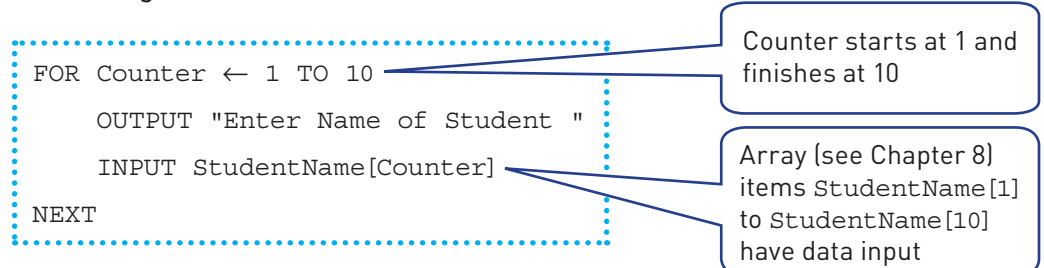 FOR Counter ← 1 TO 10
OUTPUT "Enter Name of Student "
INPUT StudentName[Counter]
NEXT
Counter starts at 1 and
finishes at 10
Array (see Chapter 8)
items StudentName[1]
to StudentName[10]
have data input